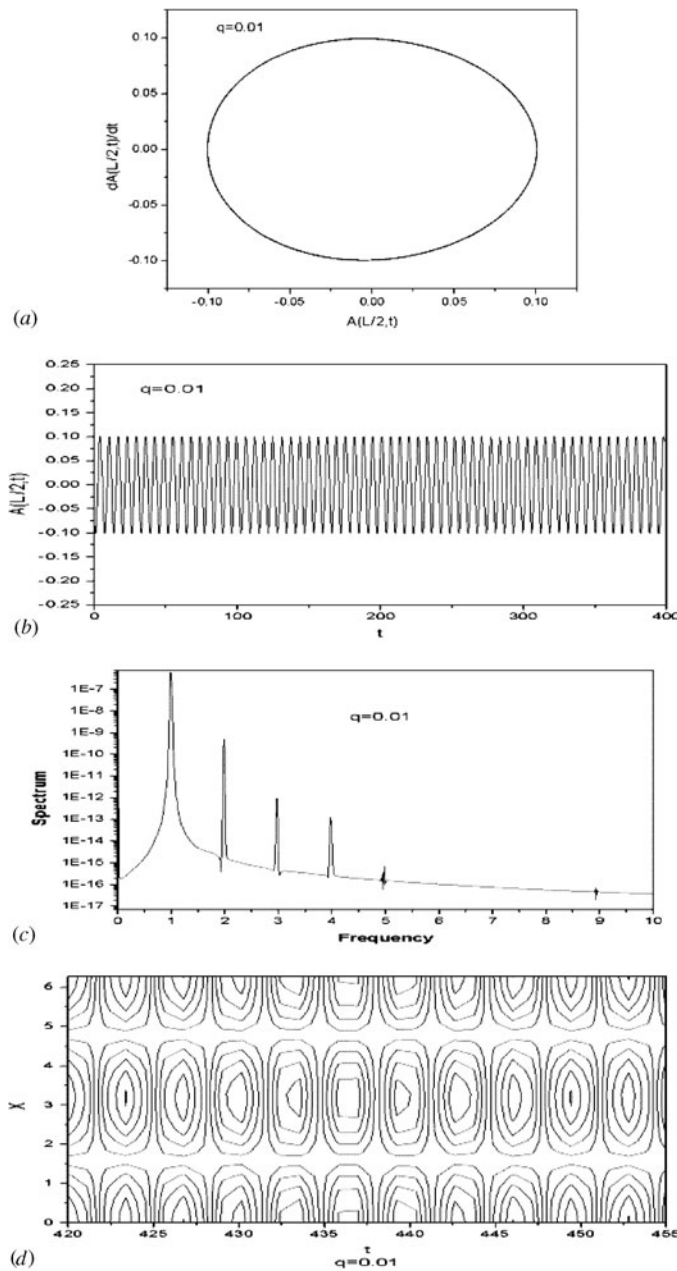 q=0.01
0.10
0.05
0.00
-0.05
-0.10
dA(L/2,t)/dt
-0.10 -0.05 0.00 0.05 0.10
A(L/2,t)
(a)
0.25
0.20
0.15
0.10
0.05
0.00
-0.05
-0.10
-0.15
-0.20
-0.25
A(L/2,t)
q=0.01
0 100 200 300 400
t
(b)
1E-7
1E-8
1E-9
1E-10
1E-11
1E-12
1E-13
1E-14
1E-15
1E-16
1E-17
Spectrum
q=0.01
0 1 2 3 4 5 6 7 8 9 10
Frequency
(c)
6
5
4
3
2
1
0
X
420 425 430 435 440 445 450 455
t
q=0.01
(d)